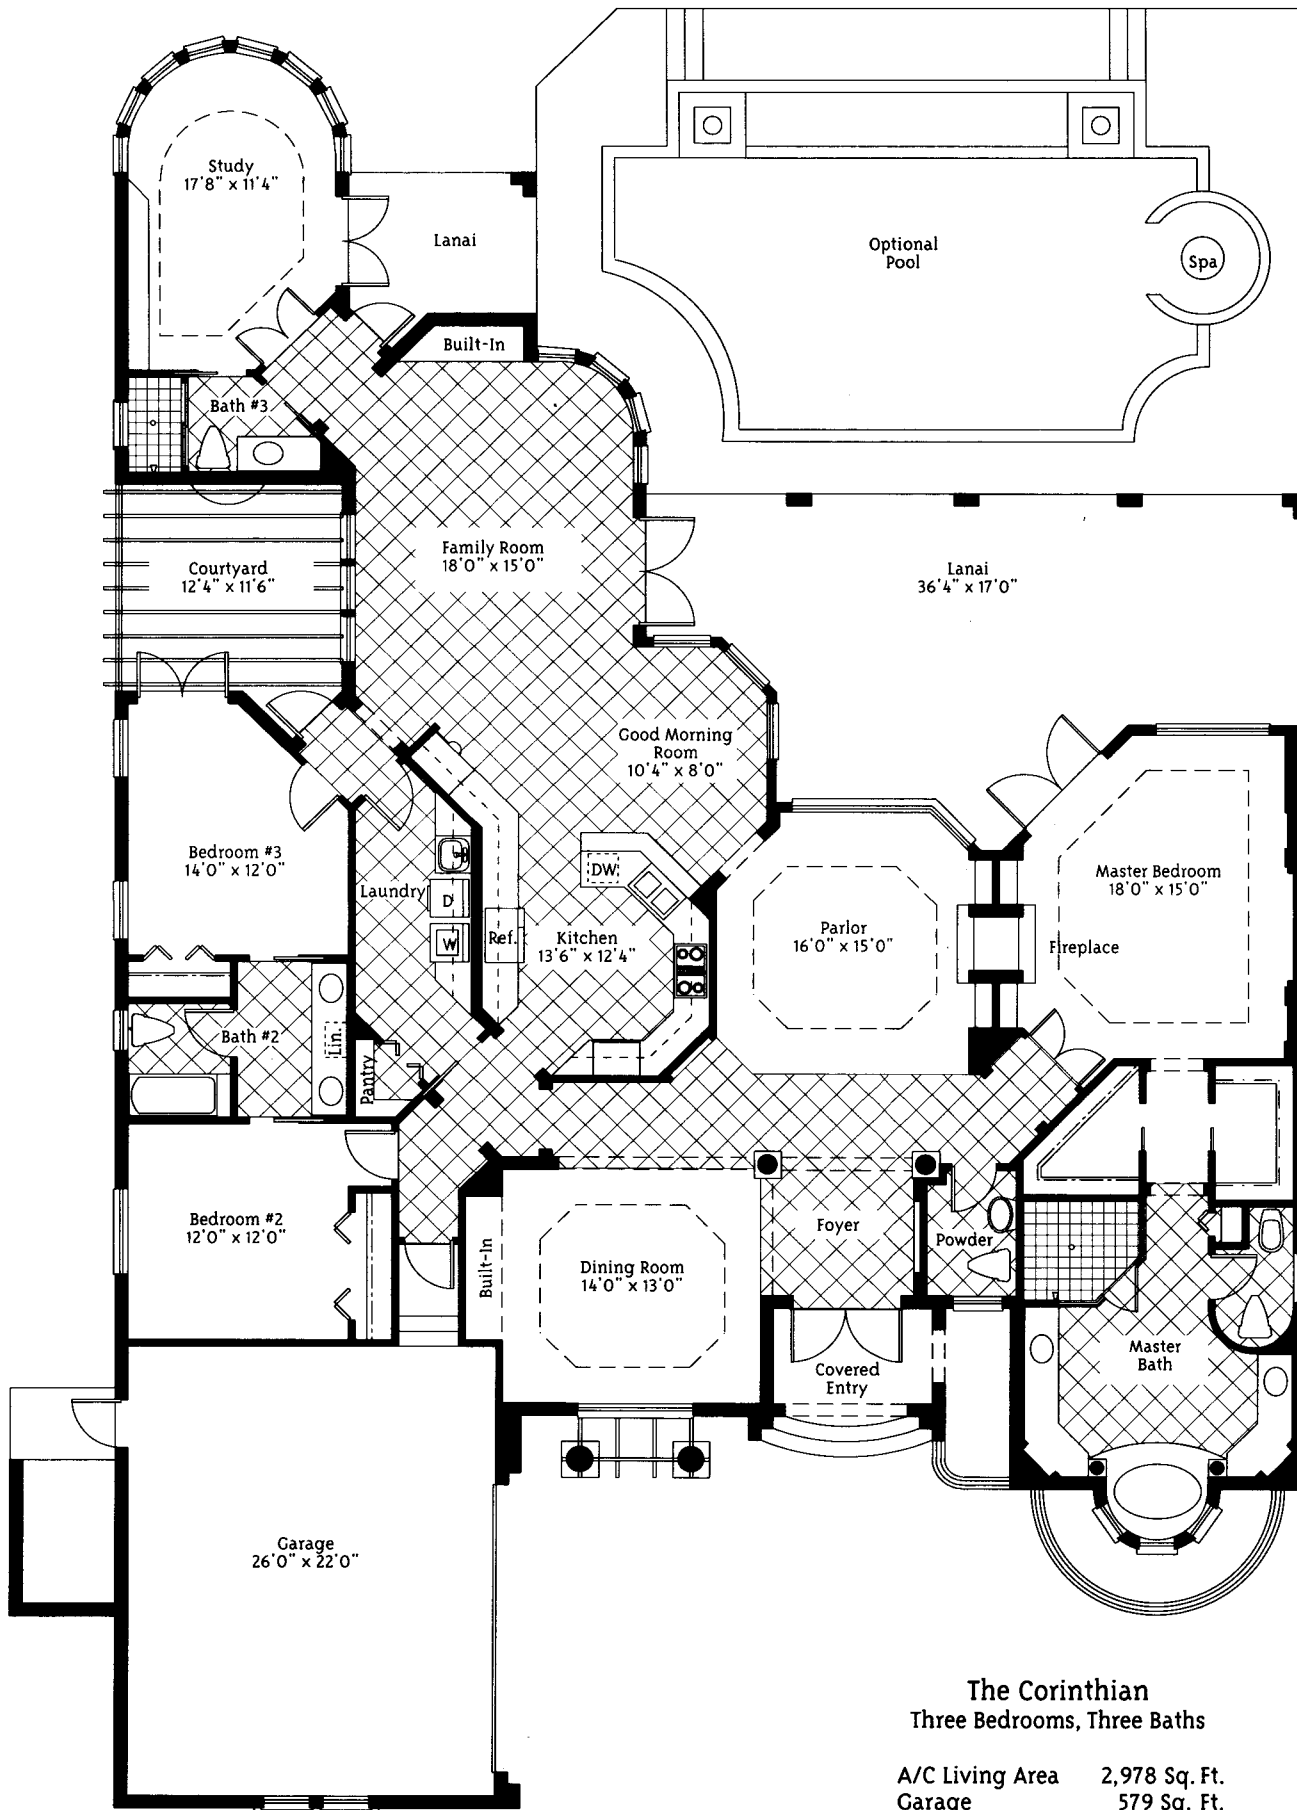 Study
17'8" x 11'4"
Lanai
Optional
Pool
Spa
Built-In
Bath #3
Family Room
18'0" x 15'0"
Courtyard
12'4" x 11'6"
Lanai
36'4" x 17'0"
Good Morning
Room
10'4" x 8'0"
Bedroom #3
14'0" x 12'0"
Laundry
D
W
Ref.
DW
Kitchen
13'6" x 12'4"
Parlor
16'0" x 15'0"
Fireplace
Master Bedroom
18'0" x 15'0"
Bath #2
Lin.
Pantry
Bedroom #2
12'0" x 12'0"
Built-In
Dining Room
14'0" x 13'0"
Foyer
Powder
Covered
Entry
Master
Bath
Garage
26'0" x 22'0"
The Corinthian
Three Bedrooms, Three Baths
A/C Living Area 2,978 Sq. Ft.
Garage 579 Sq. Ft.